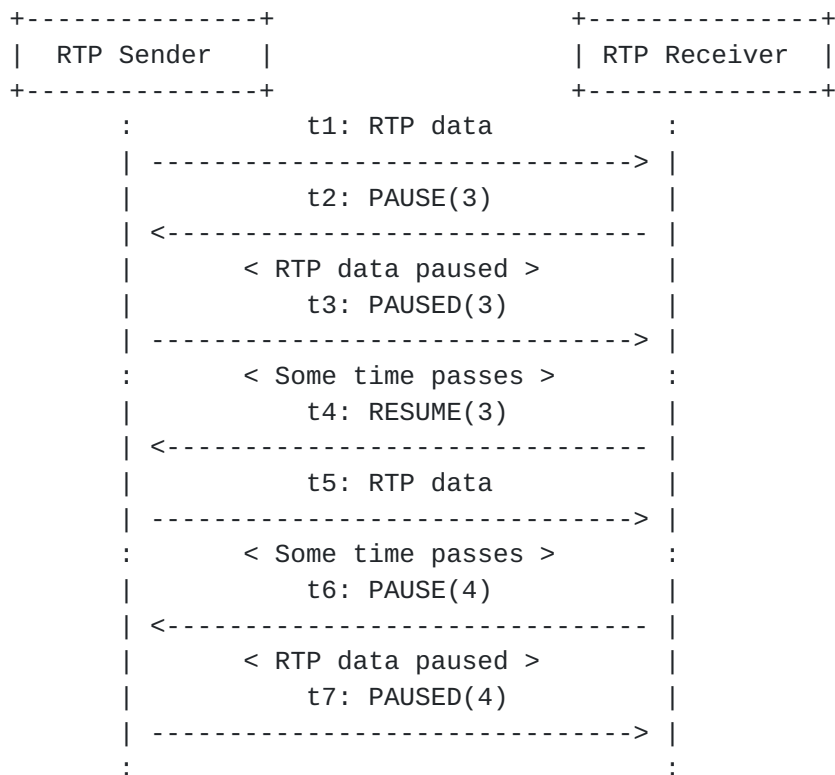 RTP Sender RTP Receiver
t1: RTP data
t2: PAUSE(3)
< RTP data paused >
t3: PAUSED(3)
< Some time passes >
t4: RESUME(3)
t5: RTP data
< Some time passes >
t6: PAUSE(4)
< RTP data paused >
t7: PAUSED(4)